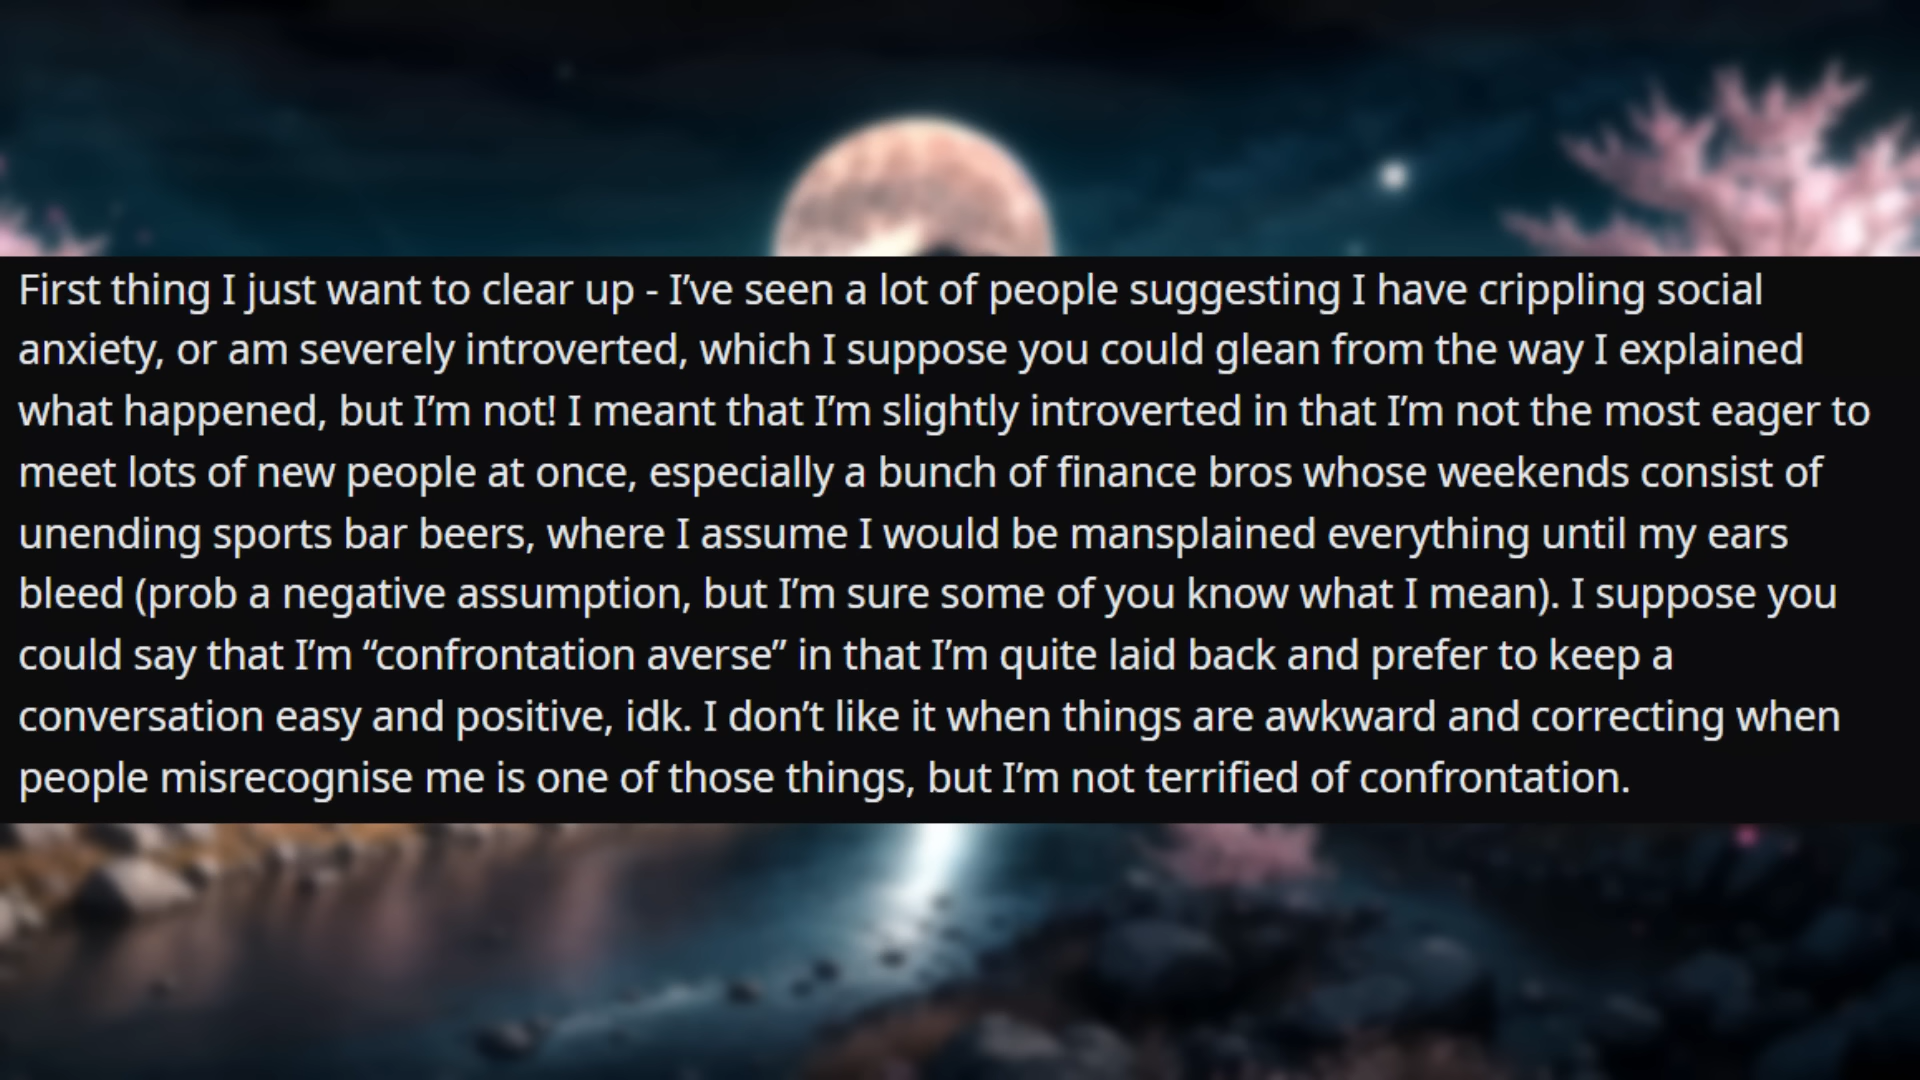 First thing I just want to clear up - I’ve seen a lot of people suggesting I have crippling social
anxiety, or am severely introverted, which I suppose you could glean from the way I explained
what happened, but I’m not! I meant that I’m slightly introverted in that I’m not the most eager to
meet lots of new people at once, especially a bunch of finance bros whose weekends consist of
unending sports bar beers, where I assume I would be mansplained everything until my ears
bleed (prob a negative assumption, but I’m sure some of you know what I mean). I suppose you
could say that I’m “confrontation averse” in that I’m quite laid back and prefer to keep a
conversation easy and positive, idk. I don’t like it when things are awkward and correcting when
people misrecognise me is one of those things, but I’m not terrified of confrontation.